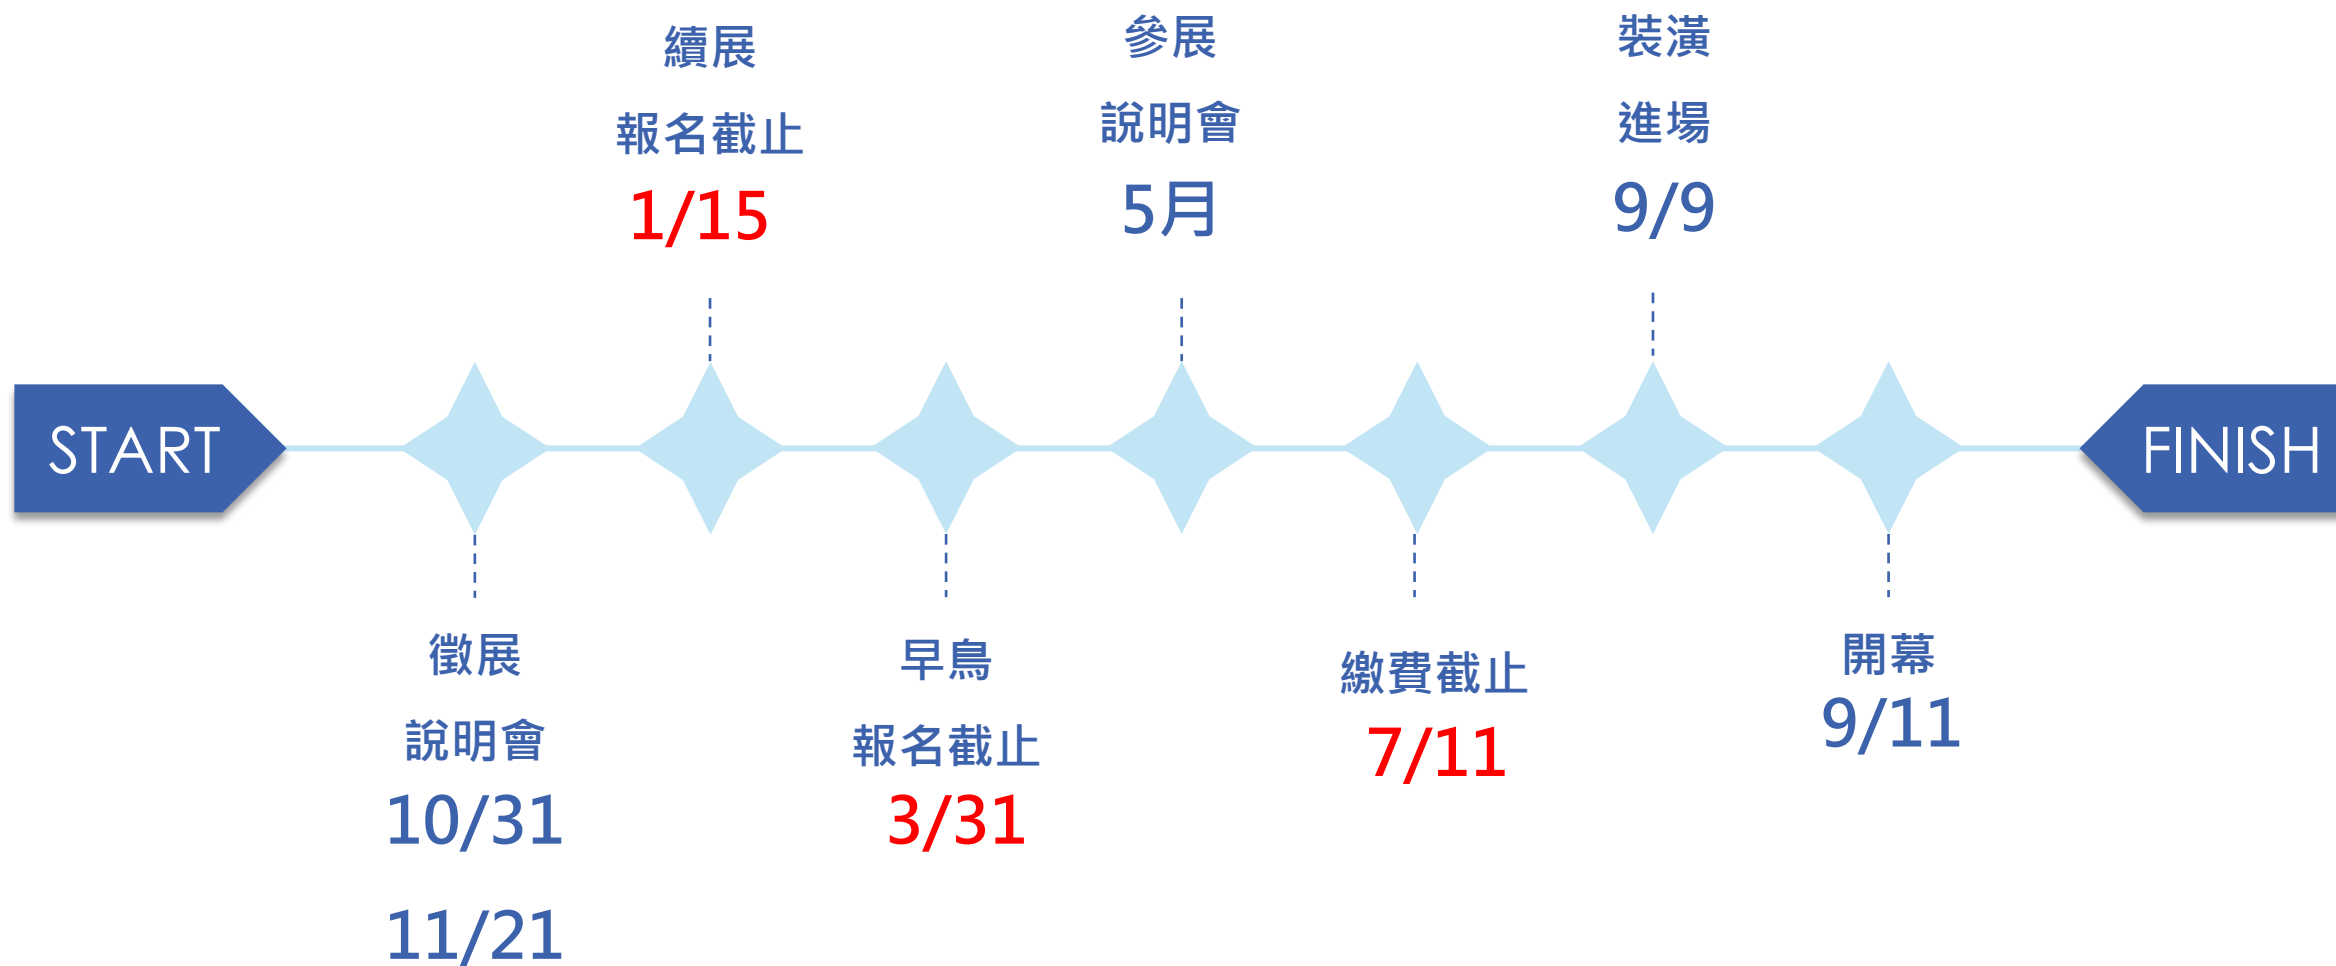 START
徵展
說明會
10/31
11/21
續展
報名截止
1/15
早鳥
報名截止
3/31
參展
說明會
5月
繳費截止
7/11
裝潢
進場
9/9
開幕
9/11
FINISH